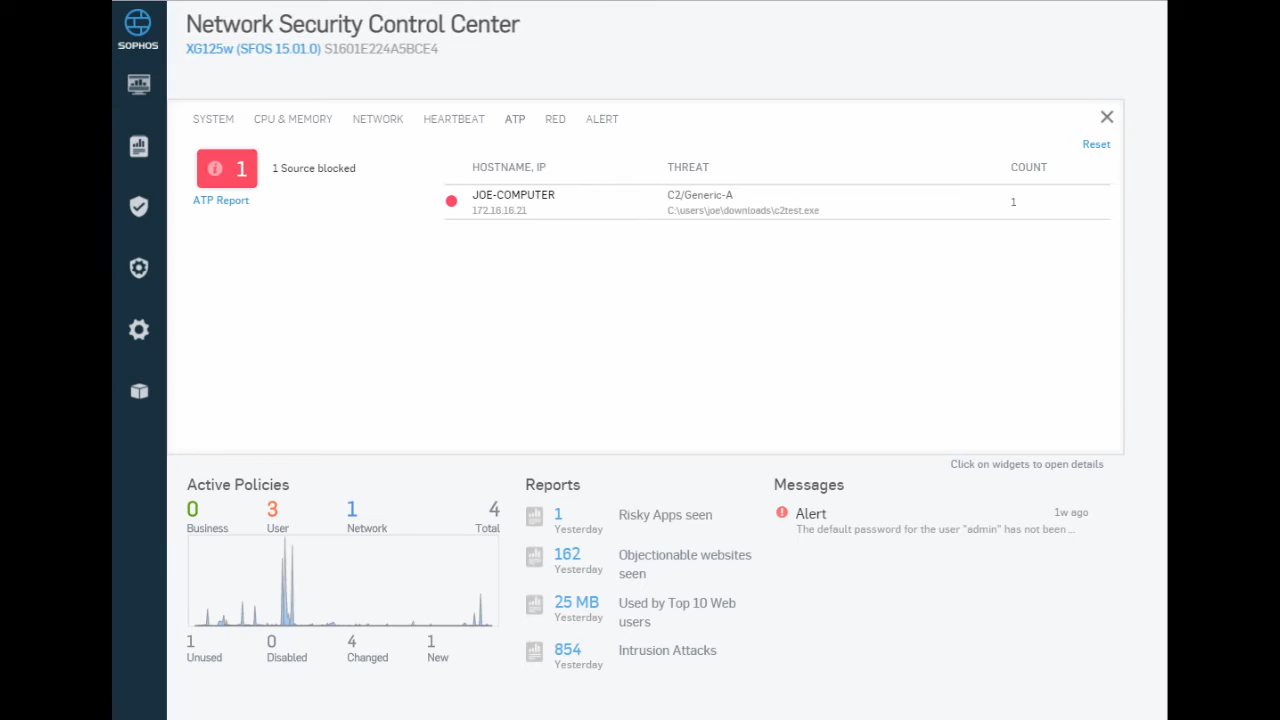 SOPHOS
Network Security Control Center
XG125w (SFOS 15.01.0) S1601E224A5BCE4
SYSTEM CPU & MEMORY NETWORK HEARTBEAT ATP RED ALERT
Reset
1 1 Source blocked
ATP Report
HOSTNAME, IP THREAT COUNT
JOE-COMPUTER C2/Generic-A 1
172.16.16.21 C:\users\joe\downloads\c2test.exe
Click on widgets to open details
Active Policies
0 3 1 4
Business User Network Total
1 0 4 1
Unused Disabled Changed New
Reports
1 Risky Apps seen
Yesterday
162 Objectionable websites
Yesterday seen
25 MB Used by Top 10 Web
Yesterday users
854 Intrusion Attacks
Yesterday
Messages
Alert 1w ago
The default password for the user "admin" has not been ...